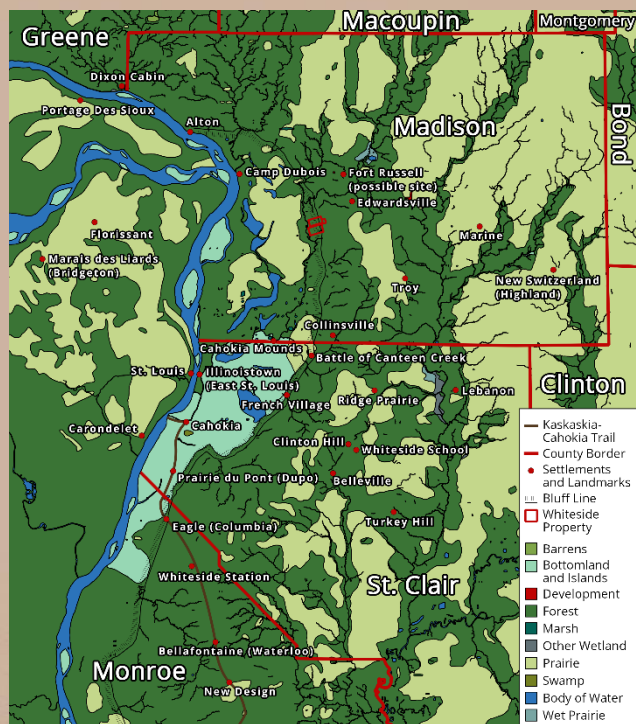 Macoupin
Montgomery
Greene
Dixon Cabin
Portage Des Sioux
Alton
Madison
Bond
Camp Dubois
Fort Russell
(possible site)
Edwardsville
Florissant
Marine
Marais des Liards
(Bridgeton)
Troy
New Switzerland
(Highland)
Collinsville
Cahokia Mounds
Battle of Canteen Creek
St. Louis
Illinoistown
(East St. Louis)
Clinton
French Village
Ridge Prairie
Lebanon
Carondelet
Cahokia
Clinton Hill
Whiteside School
Prairie du Pont (Dupo)
Belleville
Eagle (Columbia)
Turkey Hill
Whiteside Station
St. Clair
Bellafontaine (Waterloo)
Monroe
New Design
Kaskaskia-
Cahokia Trail
County Border
Settlements
and Landmarks
Bluff Line
Whiteside
Property
Barrens
Bottomland
and Islands
Development
Forest
Marsh
Other Wetland
Prairie
Swamp
Body of Water
Wet Prairie